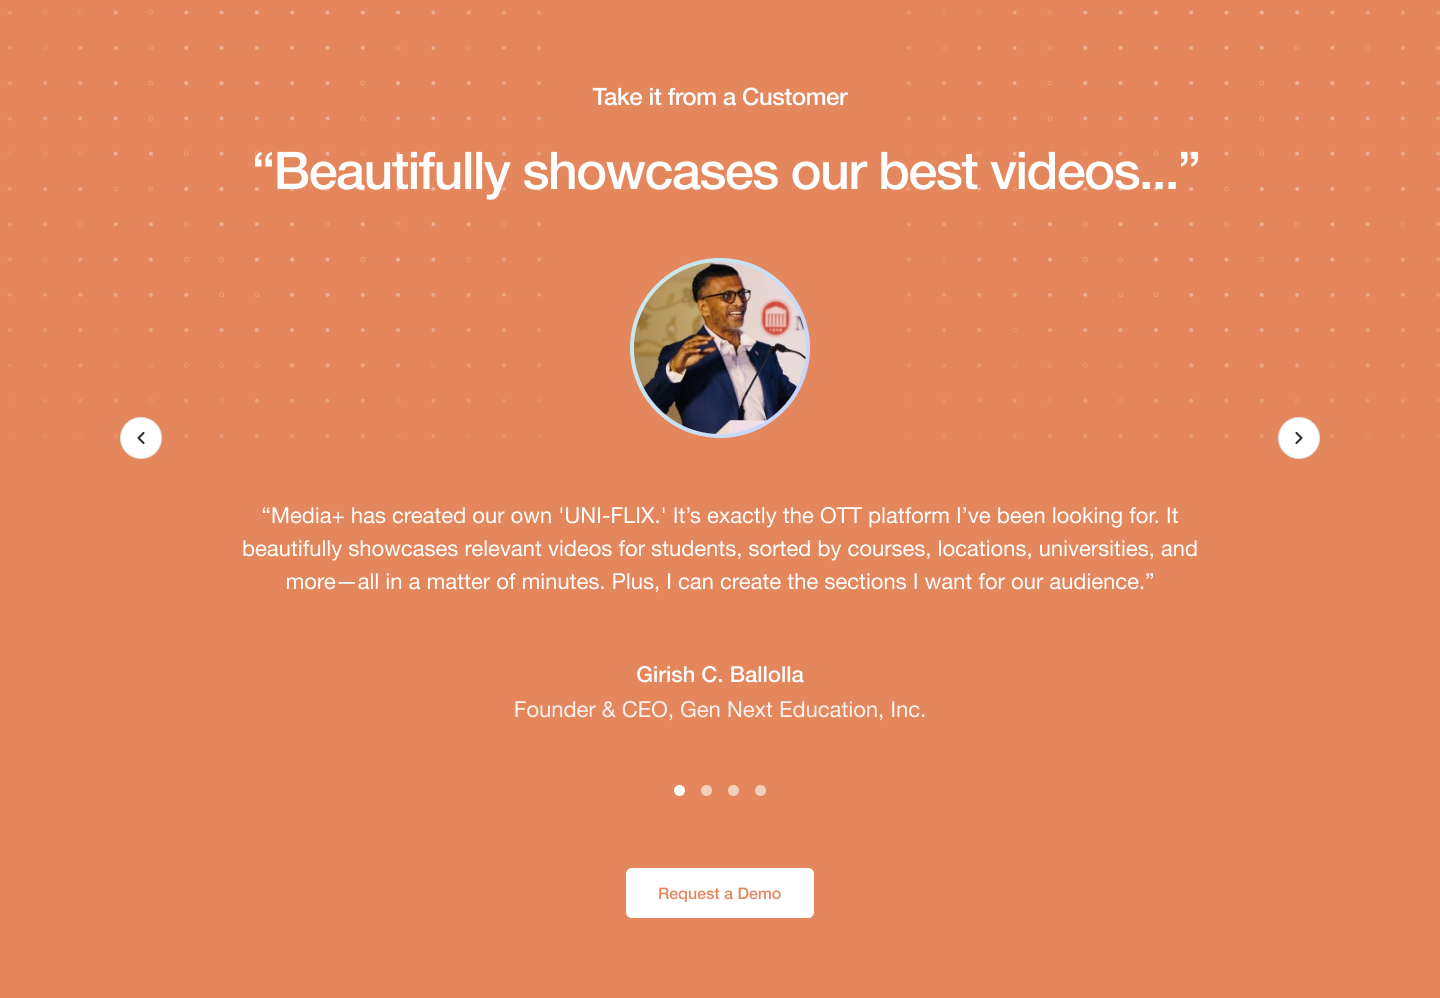 Take it from a Customer
“Beautifully showcases our best videos...”
“Media+ has created our own 'UNI-FLIX.' It’s exactly the OTT platform I’ve been looking for. It
beautifully showcases relevant videos for students, sorted by courses, locations, universities, and
more—all in a matter of minutes. Plus, I can create the sections I want for our audience.”
Girish C. Ballolla
Founder & CEO, Gen Next Education, Inc.
Request a Demo